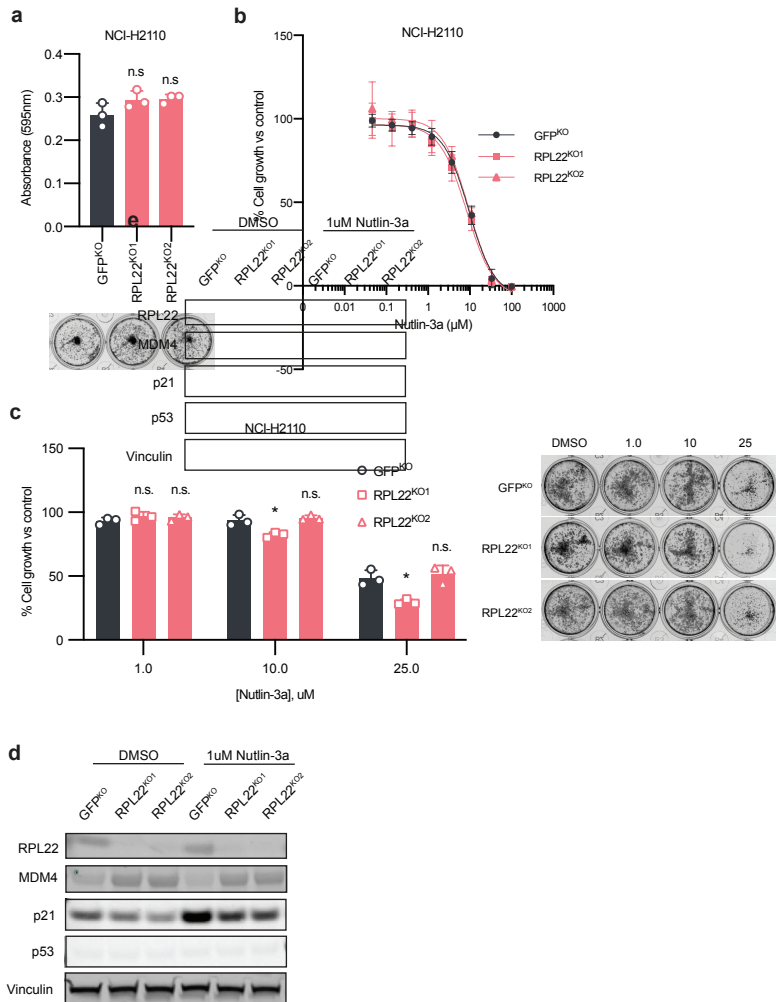 a
NCI-H2110
Absorbance (595nm)
0.4
0.3
0.2
0.1
0.0
n.s
n.s
GFPᴷᴼ
RPL22ᴷᴼ¹
RPL22ᴷᴼ²
b
NCI-H2110
% Cell growth vs control
150
100
50
0
-50
0.01
0.1
1
10
100
1000
Nutlin-3a (µM)
GFPᴷᴼ
RPL22ᴷᴼ¹
RPL22ᴷᴼ²
e
DMSO
1uM Nutlin-3a
GFPᴷᴼ
RPL22ᴷᴼ¹
RPL22ᴷᴼ²
GFPᴷᴼ
RPL22ᴷᴼ¹
RPL22ᴷᴼ²
RPL22
MDM4
p21
p53
Vinculin
c
NCI-H2110
% Cell growth vs control
150
100
50
0
n.s.
n.s.
*
n.s.
*
n.s.
1.0
10.0
25.0
[Nutlin-3a], uM
GFPᴷᴼ
RPL22ᴷᴼ¹
RPL22ᴷᴼ²
DMSO
1.0
10
25
GFPᴷᴼ
RPL22ᴷᴼ¹
RPL22ᴷᴼ²
d
DMSO
1uM Nutlin-3a
GFPᴷᴼ
RPL22ᴷᴼ¹
RPL22ᴷᴼ²
GFPᴷᴼ
RPL22ᴷᴼ¹
RPL22ᴷᴼ²
RPL22
MDM4
p21
p53
Vinculin